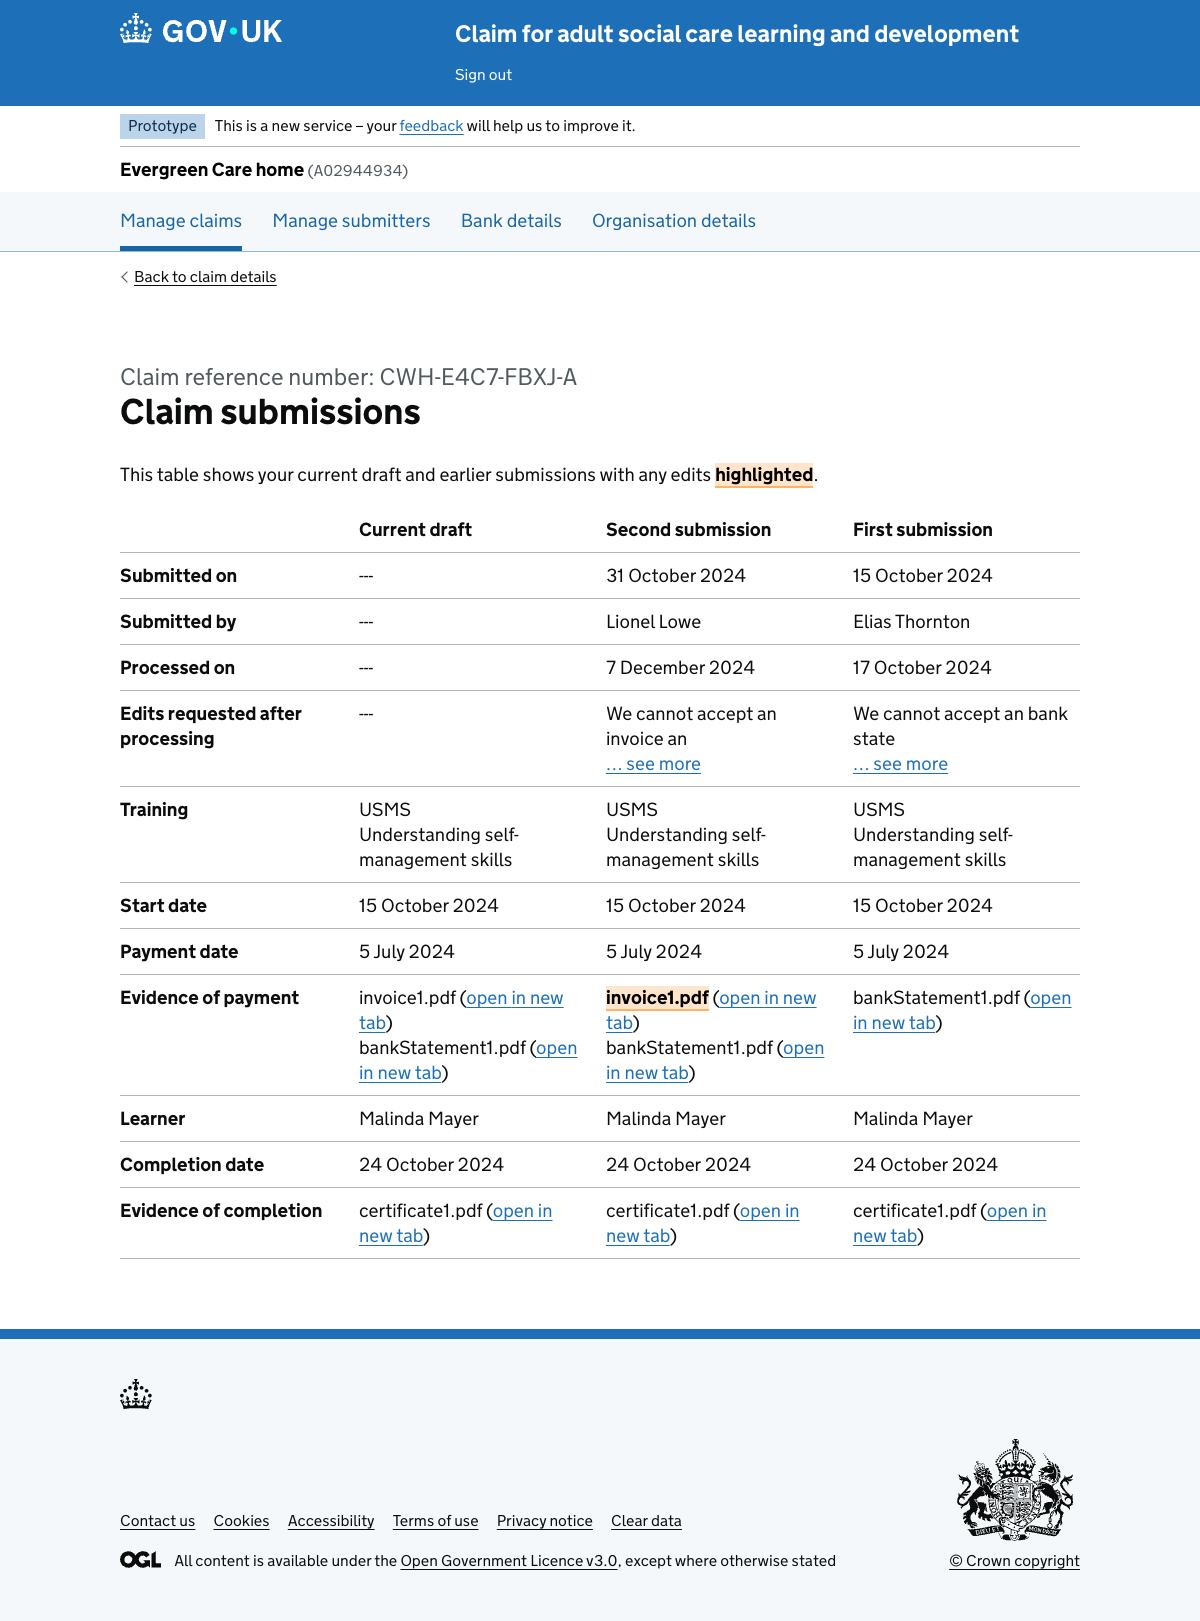 GOV·UK
Claim for adult social care learning and development
Sign out
Prototype This is a new service – your feedback will help us to improve it.
Evergreen Care home (A02944934)
Manage claims Manage submitters Bank details Organisation details
Back to claim details
Claim reference number: CWH-E4C7-FBXJ-A
Claim submissions
This table shows your current draft and earlier submissions with any edits highlighted.
Current draft Second submission First submission
Submitted on --- 31 October 2024 15 October 2024
Submitted by --- Lionel Lowe Elias Thornton
Processed on --- 7 December 2024 17 October 2024
Edits requested after --- We cannot accept an We cannot accept an bank
processing invoice an state
… see more … see more
Training USMS USMS USMS
Understanding self- Understanding self- Understanding self-
management skills management skills management skills
Start date 15 October 2024 15 October 2024 15 October 2024
Payment date 5 July 2024 5 July 2024 5 July 2024
Evidence of payment invoice1.pdf (open in new invoice1.pdf (open in new bankStatement1.pdf (open
tab) tab) in new tab)
bankStatement1.pdf (open bankStatement1.pdf (open
in new tab) in new tab)
Learner Malinda Mayer Malinda Mayer Malinda Mayer
Completion date 24 October 2024 24 October 2024 24 October 2024
Evidence of completion certificate1.pdf (open in certificate1.pdf (open in certificate1.pdf (open in
new tab) new tab) new tab)
Contact us Cookies Accessibility Terms of use Privacy notice Clear data
OGL All content is available under the Open Government Licence v3.0, except where otherwise stated
© Crown copyright